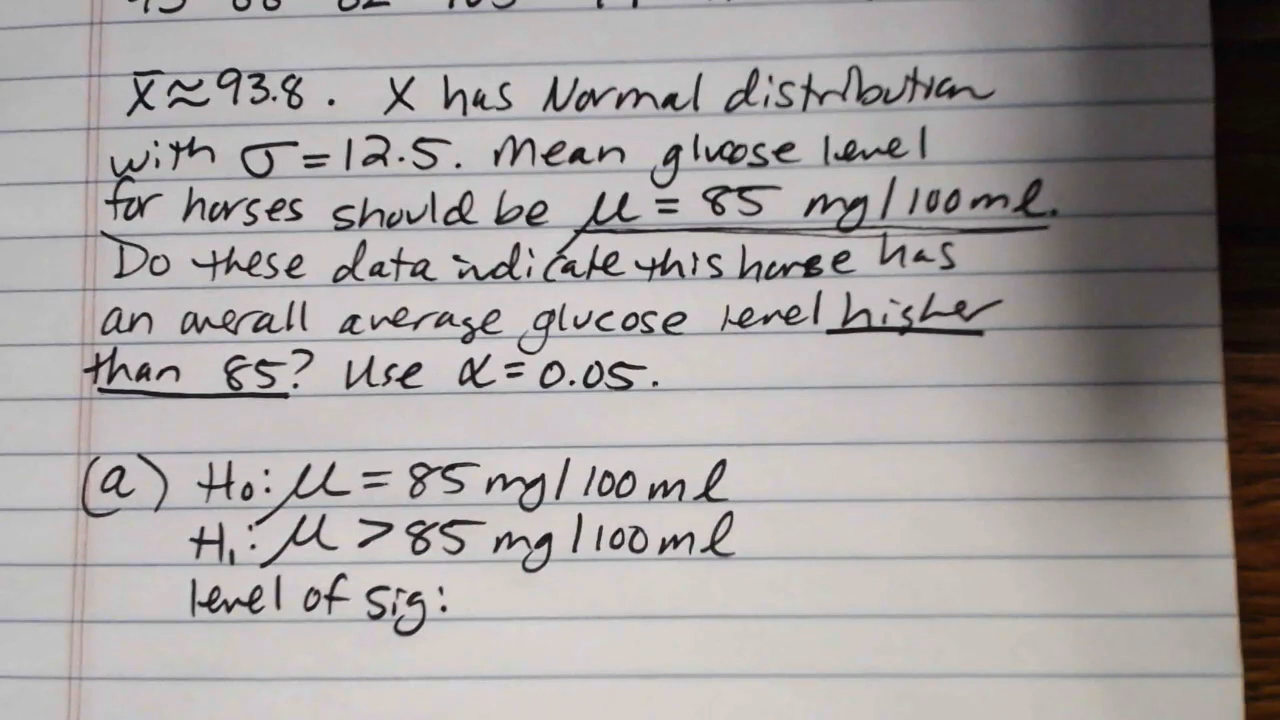 x̄ ≈ 93.8. X has Normal distribution
with σ = 12.5. Mean glucose level
for horses should be μ = 85 mg/100ml.
Do these data indicate this horse has
an overall average glucose level higher
than 85? Use α = 0.05.
(a) H₀: μ = 85 mg/100ml
H₁: μ > 85 mg/100ml
level of sig: